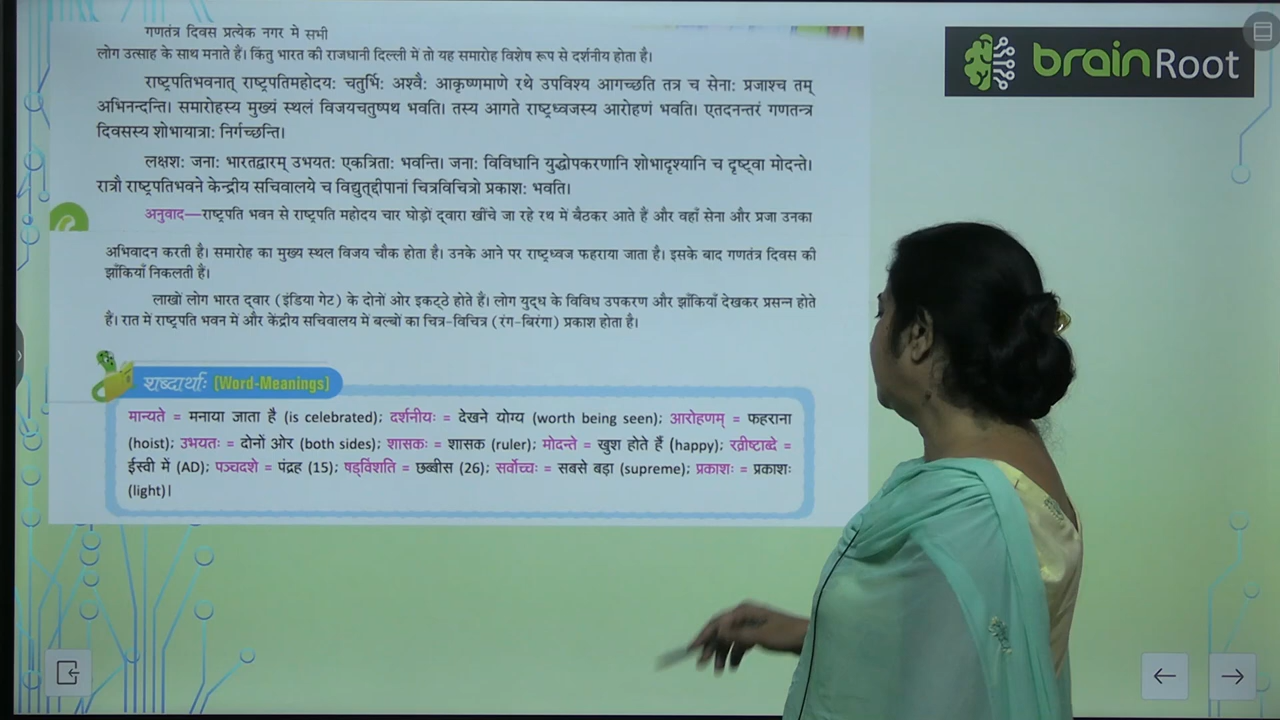 गणतंत्र दिवस प्रत्येक नगर मे सभी
लोग उत्साह के साथ मनाते हैं। किंतु भारत की राजधानी दिल्ली में तो यह समारोह विशेष रूप से दर्शनीय होता है।
राष्ट्रपतिभवनात् राष्ट्रपतिमहोदय: चतुर्भि: अश्वै: आकृष्णमाणे रथे उपविश्य आगच्छति तत्र च सेना: प्रजाश्च तम्
अभिनन्दन्ति। समारोहस्य मुख्यं स्थलं विजयचतुष्पथ भवति। तस्य आगते राष्ट्रध्वजस्य आरोहणं भवति। एतदनन्तरं गणतन्त्र
दिवसस्य शोभायात्रा: निर्गच्छन्ति।
लक्षश: जना: भारतद्वारम् उभयत: एकत्रिता: भवन्ति। जना: विविधानि युद्धोपकरणानि शोभादृश्यानि च दृष्ट्वा मोदन्ते।
रात्रौ राष्ट्रपतिभवने केन्द्रीय सचिवालये च विद्युत्द्दीपानां चित्रविचित्रो प्रकाश: भवति।
अनुवाद—राष्ट्रपति भवन से राष्ट्रपति महोदय चार घोड़ों द्वारा खींचे जा रहे रथ में बैठकर आते हैं और वहाँ सेना और प्रजा उनका
अभिवादन करती है। समारोह का मुख्य स्थल विजय चौक होता है। उनके आने पर राष्ट्रध्वज फहराया जाता है। इसके बाद गणतंत्र दिवस की
झाँकियाँ निकलती हैं।
लाखों लोग भारत द्वार (इंडिया गेट) के दोनों ओर इकट्ठे होते हैं। लोग युद्ध के विविध उपकरण और झाँकियाँ देखकर प्रसन्न होते
हैं। रात में राष्ट्रपति भवन में और केंद्रीय सचिवालय में बल्बों का चित्र-विचित्र (रंग-बिरंगा) प्रकाश होता है।
शब्दार्थाः [Word-Meanings]
मान्यते = मनाया जाता है (is celebrated); दर्शनीयः = देखने योग्य (worth being seen); आरोहणम् = फहराना
(hoist); उभयतः = दोनों ओर (both sides); शासकः = शासक (ruler); मोदन्ते = खुश होते हैं (happy); रव्रीष्टाब्दे =
ईस्वी में (AD); पञ्चदशे = पंद्रह (15); षड्विंशति = छब्बीस (26); सर्वोच्चः = सबसे बड़ा (supreme); प्रकाशः = प्रकाशः
(light)।
brainRoot